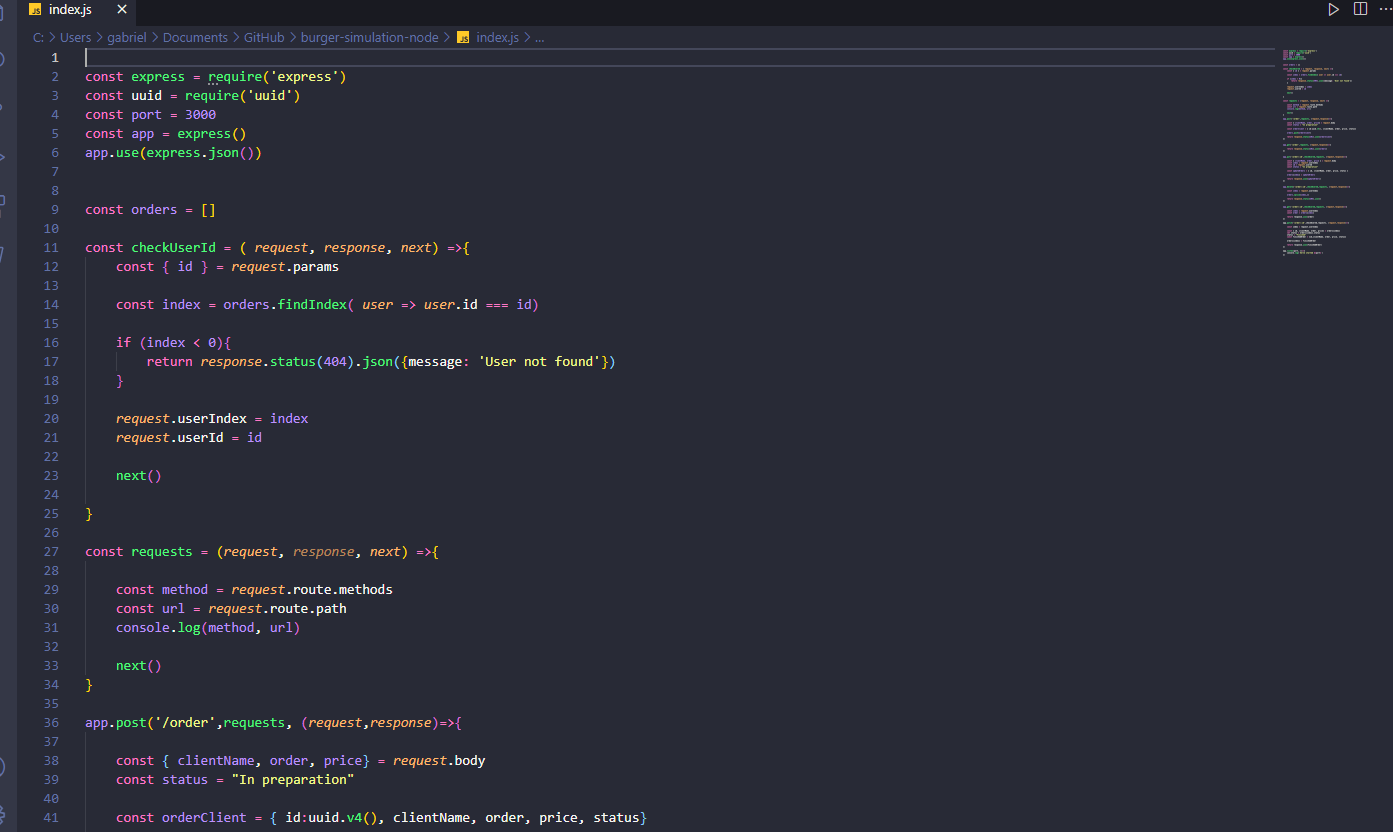 JS index.js
C: > Users > gabriel > Documents > GitHub > burger-simulation-node > JS index.js > ...
1
2 const express = require('express')
3 const uuid = require('uuid')
4 const port = 3000
5 const app = express()
6 app.use(express.json())
7
8
9 const orders = []
10
11 const checkUserId = ( request, response, next) =>{
12     const { id } = request.params
13
14     const index = orders.findIndex( user => user.id === id)
15
16     if (index < 0){
17         return response.status(404).json({message: 'User not found'})
18     }
19
20     request.userIndex = index
21     request.userId = id
22
23     next()
24
25 }
26
27 const requests = (request, response, next) =>{
28
29     const method = request.route.methods
30     const url = request.route.path
31     console.log(method, url)
32
33     next()
34 }
35
36 app.post('/order',requests, (request,response)=>{
37
38     const { clientName, order, price} = request.body
39     const status = "In preparation"
40
41     const orderClient = { id:uuid.v4(), clientName, order, price, status}